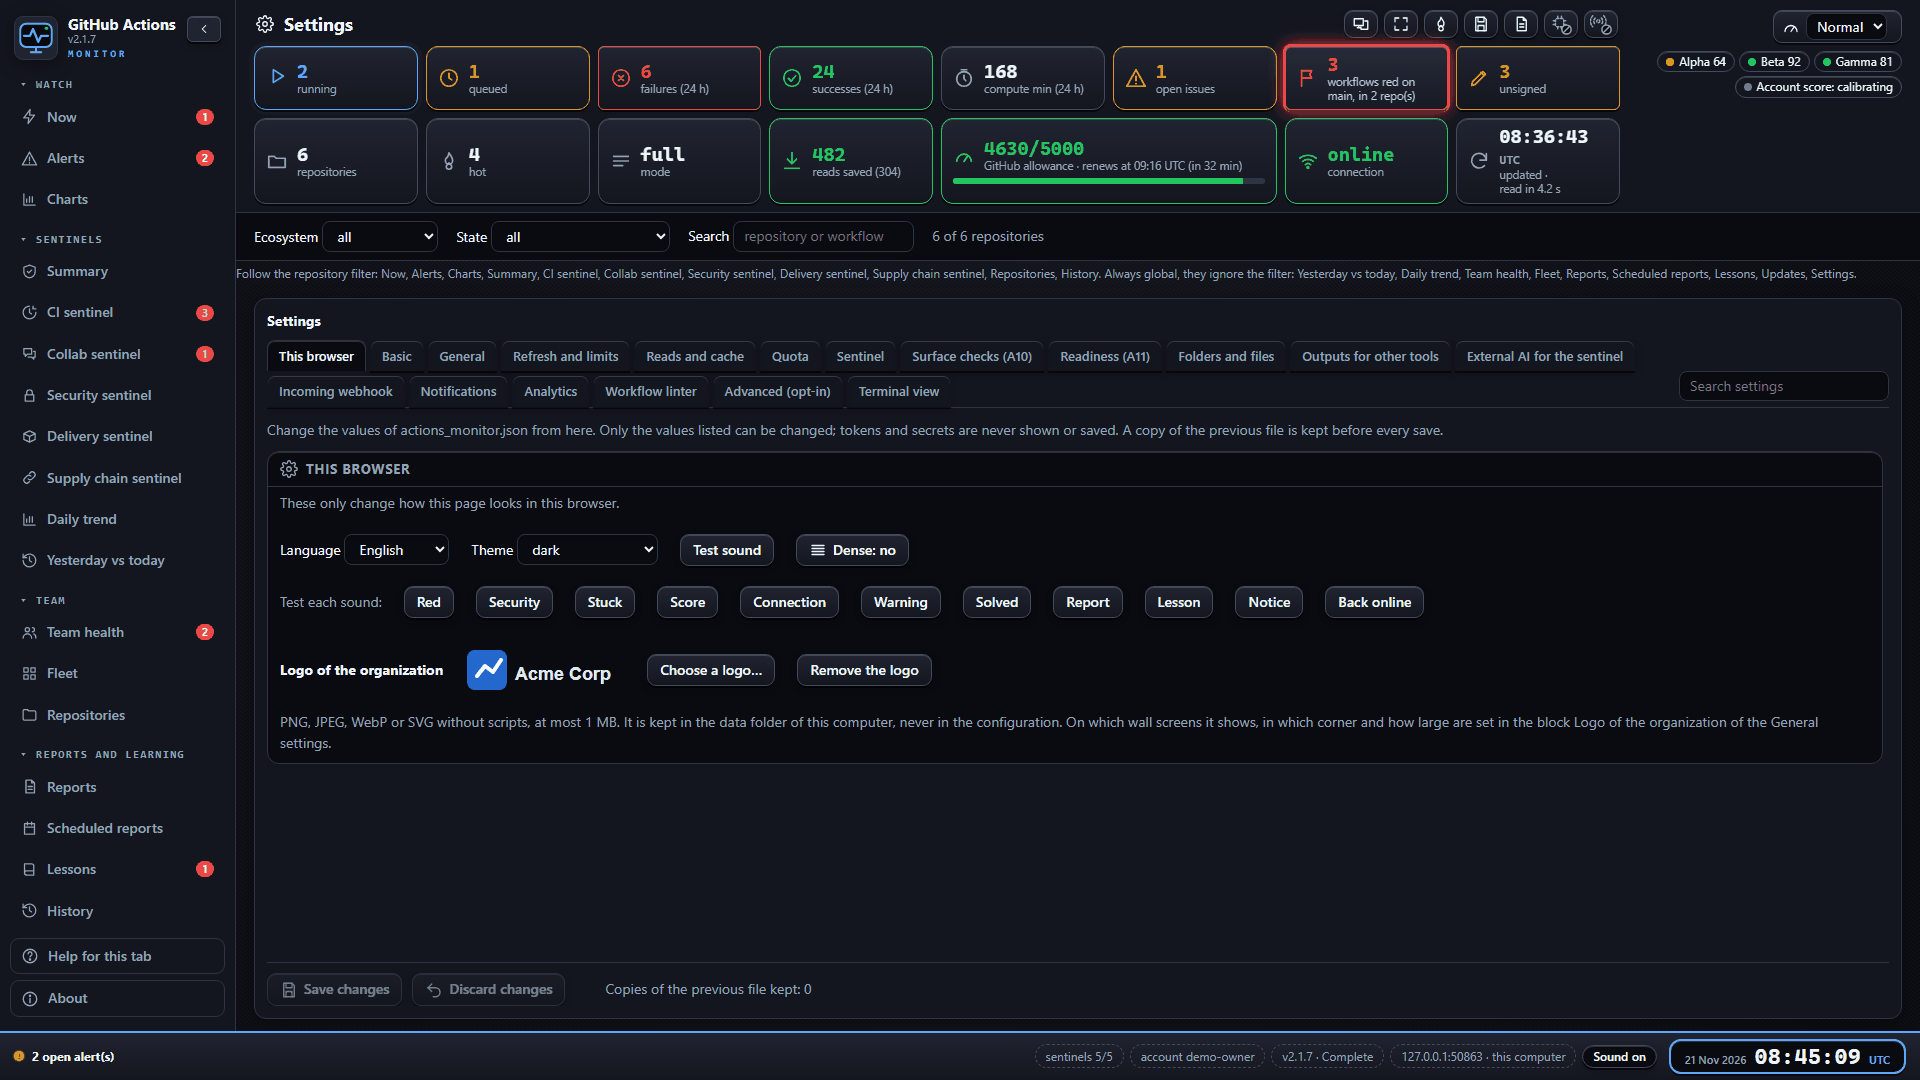 GitHub Actions
v2.1.7
MONITOR
WATCH
Now 1
Alerts 2
Charts
SENTINELS
Summary
CI sentinel 3
Collab sentinel 1
Security sentinel
Delivery sentinel
Supply chain sentinel
Daily trend
Yesterday vs today
TEAM
Team health 2
Fleet
Repositories
REPORTS AND LEARNING
Reports
Scheduled reports
Lessons 1
History
Help for this tab
About
Settings
Normal
2
running
1
queued
6
failures (24 h)
24
successes (24 h)
168
compute min (24 h)
1
open issues
3
workflows red on
main, in 2 repo(s)
3
unsigned
Alpha 64
Beta 92
Gamma 81
Account score: calibrating
6
repositories
4
hot
full
mode
482
reads saved (304)
4630/5000
GitHub allowance · renews at 09:16 UTC (in 32 min)
online
connection
08:36:43
UTC
updated ·
read in 4.2 s
Ecosystem all State all Search repository or workflow 6 of 6 repositories
Follow the repository filter: Now, Alerts, Charts, Summary, CI sentinel, Collab sentinel, Security sentinel, Delivery sentinel, Supply chain sentinel, Repositories, History. Always global, they ignore the filter: Yesterday vs today, Daily trend, Team health, Fleet, Reports, Scheduled reports, Lessons, Updates, Settings.
Settings
This browser Basic General Refresh and limits Reads and cache Quota Sentinel Surface checks (A10) Readiness (A11) Folders and files Outputs for other tools External AI for the sentinel
Incoming webhook Notifications Analytics Workflow linter Advanced (opt-in) Terminal view Search settings
Change the values of actions_monitor.json from here. Only the values listed can be changed; tokens and secrets are never shown or saved. A copy of the previous file is kept before every save.
THIS BROWSER
These only change how this page looks in this browser.
Language English Theme dark Test sound Dense: no
Test each sound: Red Security Stuck Score Connection Warning Solved Report Lesson Notice Back online
Logo of the organization Acme Corp Choose a logo... Remove the logo
PNG, JPEG, WebP or SVG without scripts, at most 1 MB. It is kept in the data folder of this computer, never in the configuration. On which wall screens it shows, in which corner and how large are set in the block Logo of the organization of the General
settings.
Save changes Discard changes Copies of the previous file kept: 0
2 open alert(s)
sentinels 5/5 account demo-owner v2.1.7 · Complete 127.0.0.1:50863 · this computer Sound on 21 Nov 2026 08:45:09 UTC